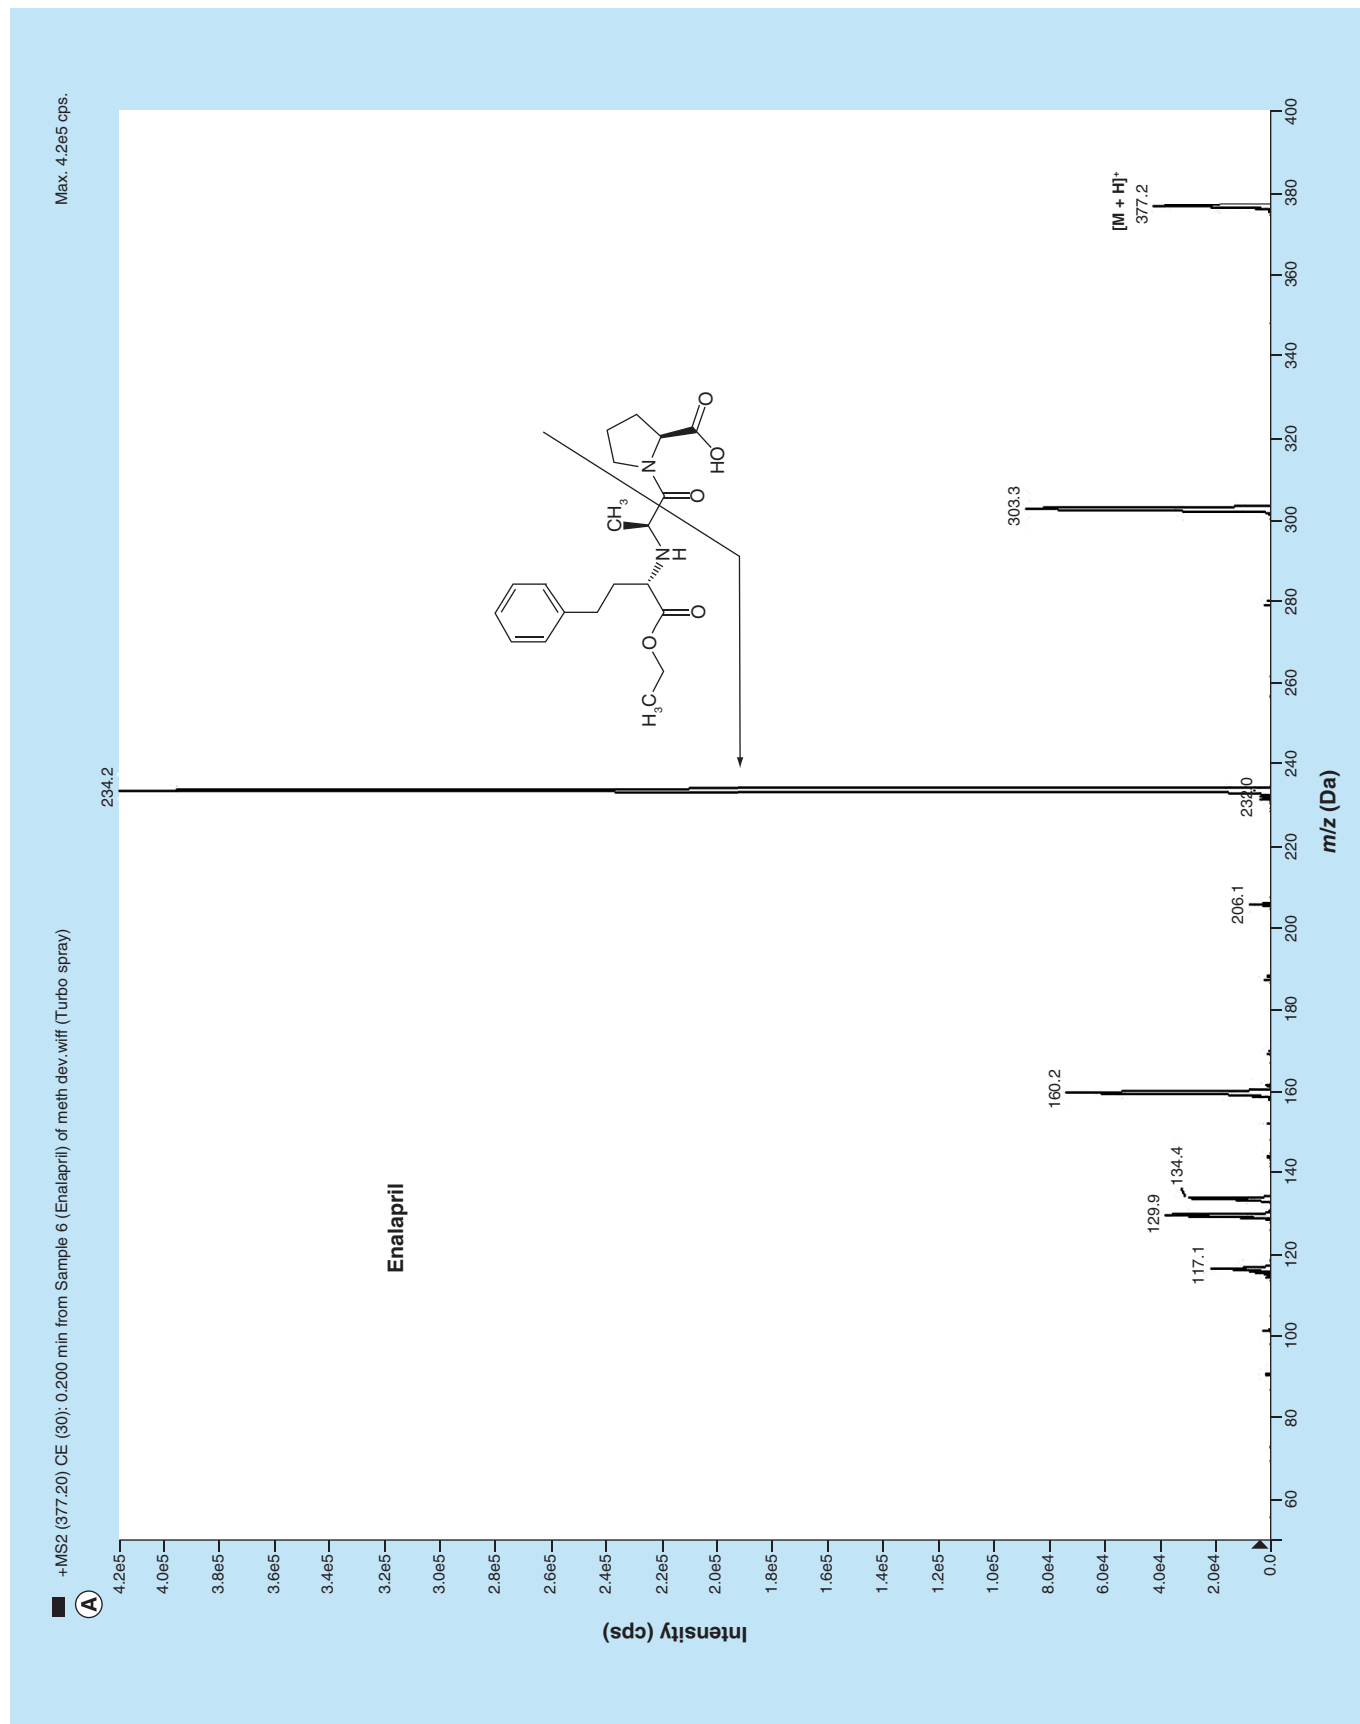 +MS2 (377.20) CE (30): 0.200 min from Sample 6 (Enalapril) of meth dev.wiff (Turbo spray)
Max. 4.2e5 cps.
A
4.2e5
4.0e5
3.8e5
3.6e5
3.4e5
3.2e5
3.0e5
2.8e5
2.6e5
2.4e5
2.2e5
2.0e5
1.8e5
1.6e5
1.4e5
1.2e5
1.0e5
8.0e4
6.0e4
4.0e4
2.0e4
0.0
Intensity (cps)
Enalapril
117.1
129.9
134.4
160.2
206.1
232.0
234.2
303.3
[M + H]+
377.2
H3C
O
O
N
H
CH3
O
N
HO
O
60
80
100
120
140
160
180
200
220
240
260
280
300
320
340
360
380
400
m/z (Da)